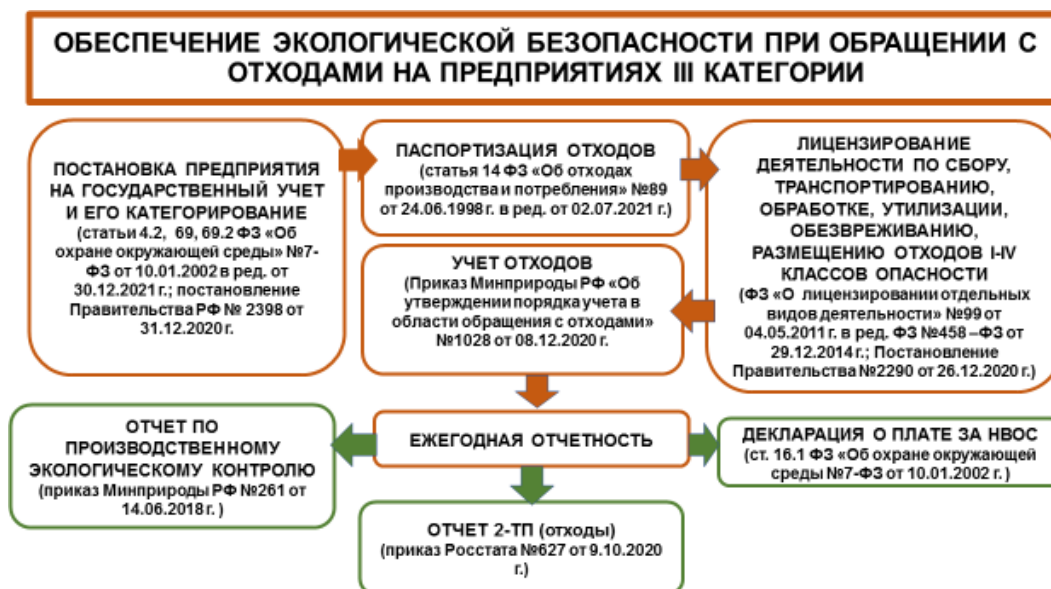 ОБЕСПЕЧЕНИЕ ЭКОЛОГИЧЕСКОЙ БЕЗОПАСНОСТИ ПРИ ОБРАЩЕНИИ С
ОТХОДАМИ НА ПРЕДПРИЯТИЯХ III КАТЕГОРИИ
ПОСТАНОВКА ПРЕДПРИЯТИЯ
НА ГОСУДАРСТВЕННЫЙ УЧЕТ
И ЕГО КАТЕГОРИРОВАНИЕ
(статьи 4.2, 69, 69.2 ФЗ «Об
охране окружающей среды» №7-
ФЗ от 10.01.2002 в ред. от
30.12.2021 г.; постановление
Правительства РФ № 2398 от
31.12.2020 г.
ПАСПОРТИЗАЦИЯ ОТХОДОВ
(статья 14 ФЗ «Об отходах
производства и потребления» №89
от 24.06.1998 г. в ред. от 02.07.2021 г.)
ЛИЦЕНЗИРОВАНИЕ
ДЕЯТЕЛЬНОСТИ ПО СБОРУ,
ТРАНСПОРТИРОВАНИЮ,
ОБРАБОТКЕ, УТИЛИЗАЦИИ,
ОБЕЗВРЕЖИВАНИЮ,
РАЗМЕЩЕНИЮ ОТХОДОВ I-IV
КЛАССОВ ОПАСНОСТИ
(ФЗ «О лицензировании отдельных
видов деятельности» №99 от
04.05.2011 г. в ред. ФЗ №458 –ФЗ от
29.12.2014 г.; Постановление
Правительства №2290 от 26.12.2020 г.)
УЧЕТ ОТХОДОВ
(Приказ Минприроды РФ «Об
утверждении порядка учета в
области обращения с отходами»
№1028 от 08.12.2020 г.
ОТЧЕТ ПО
ПРОИЗВОДСТВЕННОМУ
ЭКОЛОГИЧЕСКОМУ КОНТРОЛЮ
(приказ Минприроды РФ №261 от
14.06.2018 г. )
ЕЖЕГОДНАЯ ОТЧЕТНОСТЬ
ДЕКЛАРАЦИЯ О ПЛАТЕ ЗА НВОС
(ст. 16.1 ФЗ «Об охране окружающей
среды №7-ФЗ от 10.01.2002 г. )
ОТЧЕТ 2-ТП (отходы)
(приказ Росстата №627 от 9.10.2020
г.)